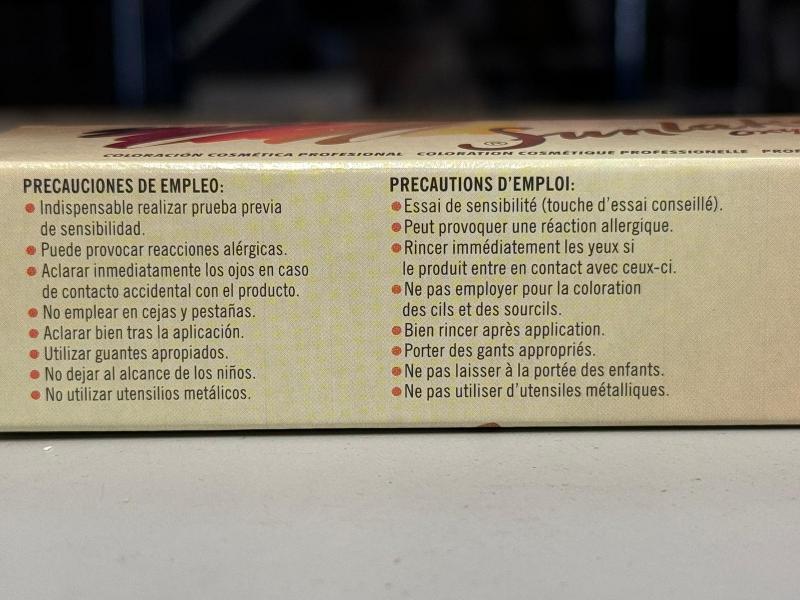 COLORACIÓN COSMÉTICA PROFESIONAL COLORATION COSMÉTIQUE PROFESSIONELLE
PRECAUCIONES DE EMPLEO:
Indispensable realizar prueba previa
de sensibilidad.
Puede provocar reacciones alérgicas.
Aclarar inmediatamente los ojos en caso
de contacto accidental con el producto.
No emplear en cejas y pestañas.
Aclarar bien tras la aplicación.
Utilizar guantes apropiados.
No dejar al alcance de los niños.
No utilizar utensilios metálicos.
PRECAUTIONS D'EMPLOI:
Essai de sensibilité (touche d'essai conseillé).
Peut provoquer une réaction allergique.
Rincer immédiatement les yeux si
le produit entre en contact avec ceux-ci.
Ne pas employer pour la coloration
des cils et des sourcils.
Bien rincer après application.
Porter des gants appropriés.
Ne pas laisser à la portée des enfants.
Ne pas utiliser d'utensiles métalliques.